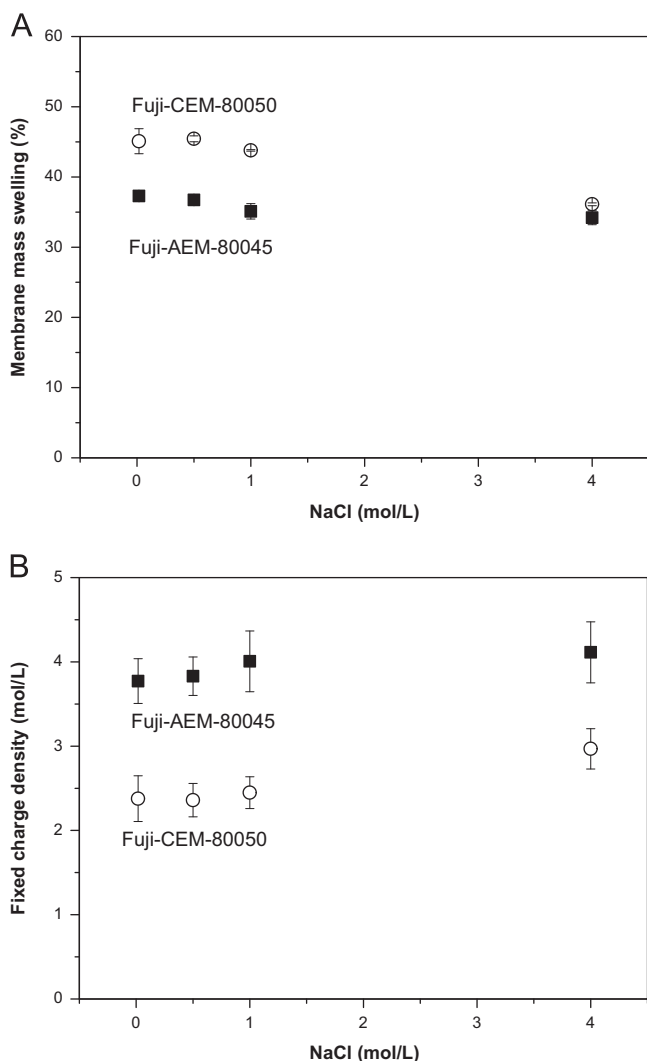 A
60
50
40
30
20
10
0
Membrane mass swelling (%)
Fuji-CEM-80050
Fuji-AEM-80045
0 1 2 3 4
NaCl (mol/L)
B
5
4
3
2
1
0
Fixed charge density (mol/L)
Fuji-AEM-80045
Fuji-CEM-80050
0 1 2 3 4
NaCl (mol/L)